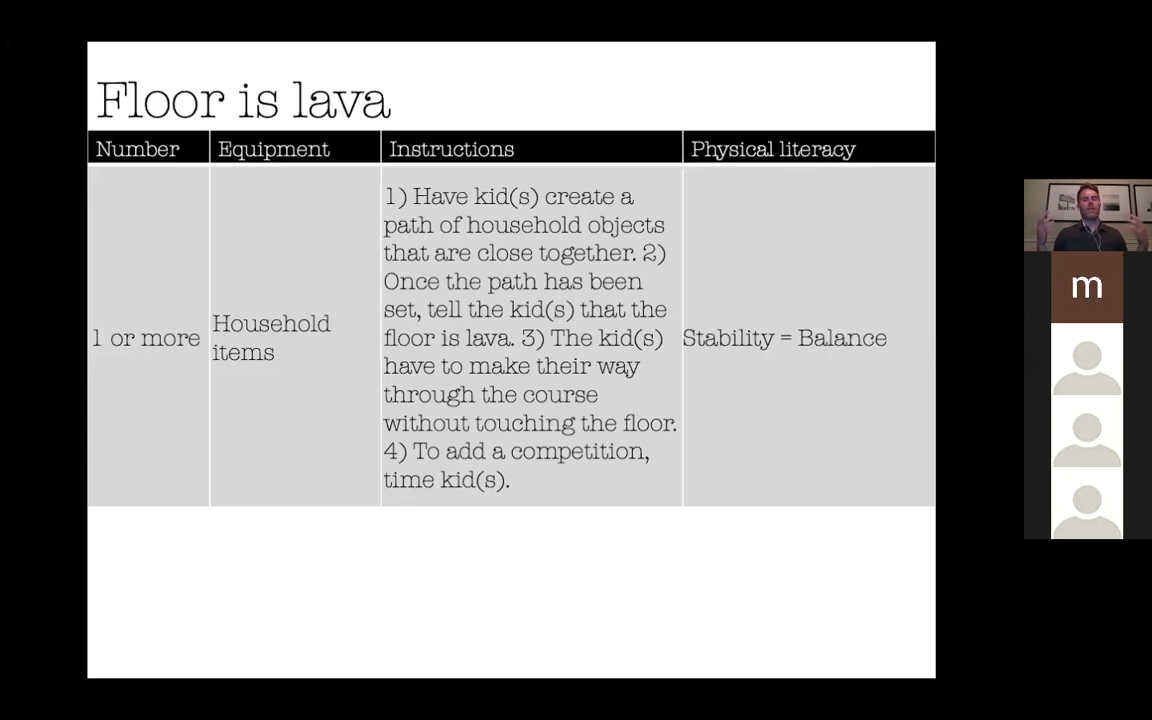 Floor is lava
Number
Equipment
Instructions
Physical literacy
1 or more
Household
items
1) Have kid(s) create a
path of household objects
that are close together. 2)
Once the path has been
set, tell the kid(s) that the
floor is lava. 3) The kid(s)
have to make their way
through the course
without touching the floor.
4) To add a competition,
time kid(s).
Stability = Balance
m